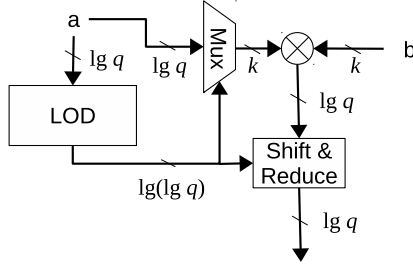 a
lg q
lg q
Mux
k
k
b
LOD
lg q
lg(lg q)
Shift &
Reduce
lg q